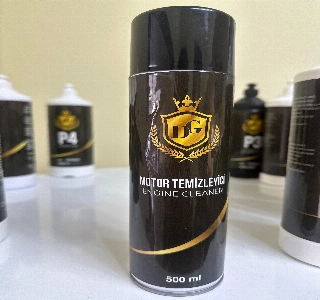 DG
MOTOR TEMİZLEYİCİ
ENGINE CLEANER
500 ml
P4
P3